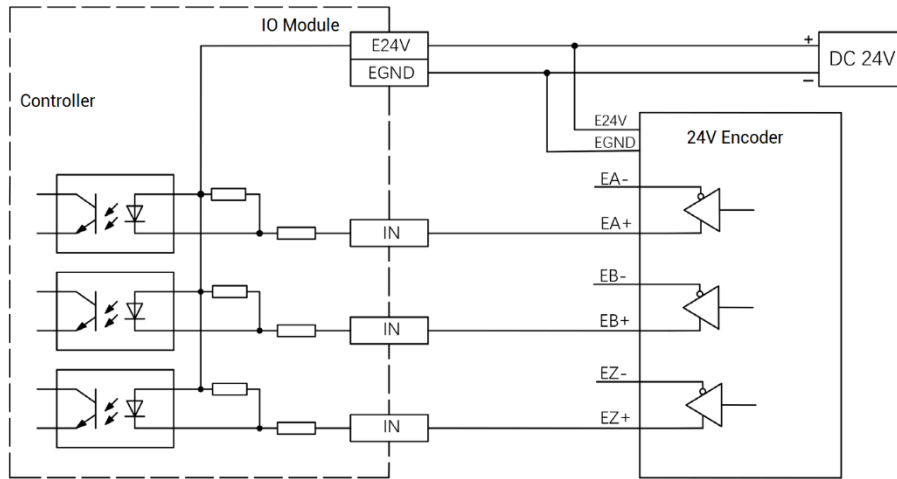 IO Module
E24V
EGND
+
−
DC 24V
Controller
E24V
EGND
24V Encoder
EA-
EA+
IN
EB-
EB+
IN
EZ-
EZ+
IN